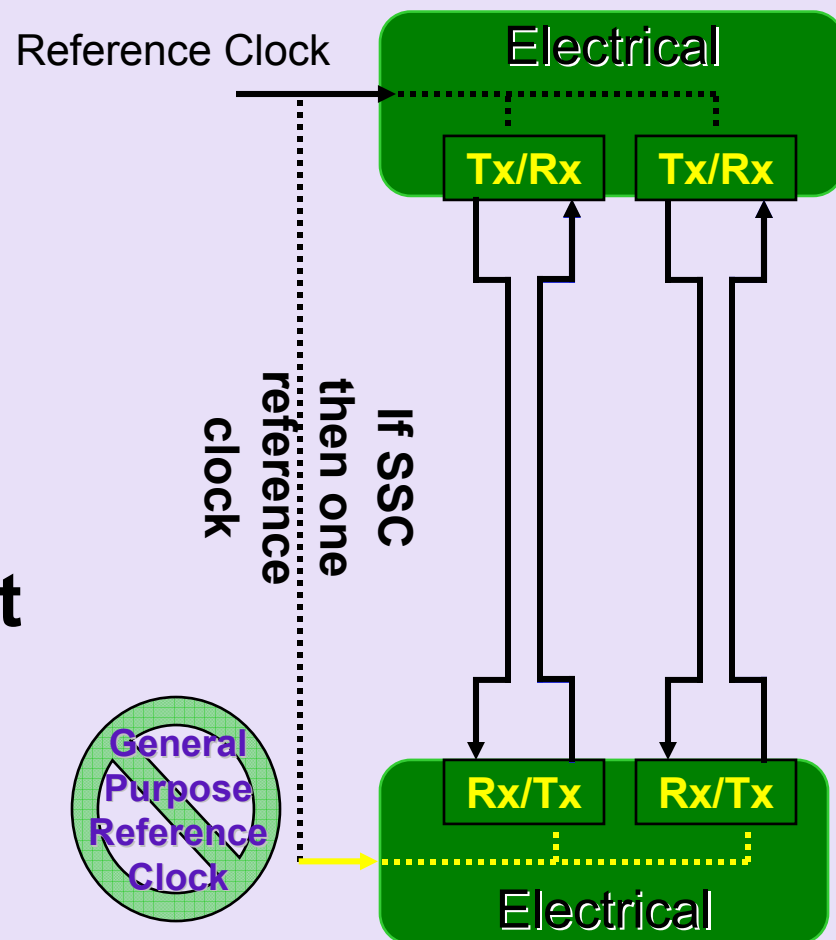 Reference Clock
Electrical
Tx/Rx
Tx/Rx
If SSC
then one
reference
clock
t
General
Purpose
Reference
Clock
Rx/Tx
Rx/Tx
Electrical